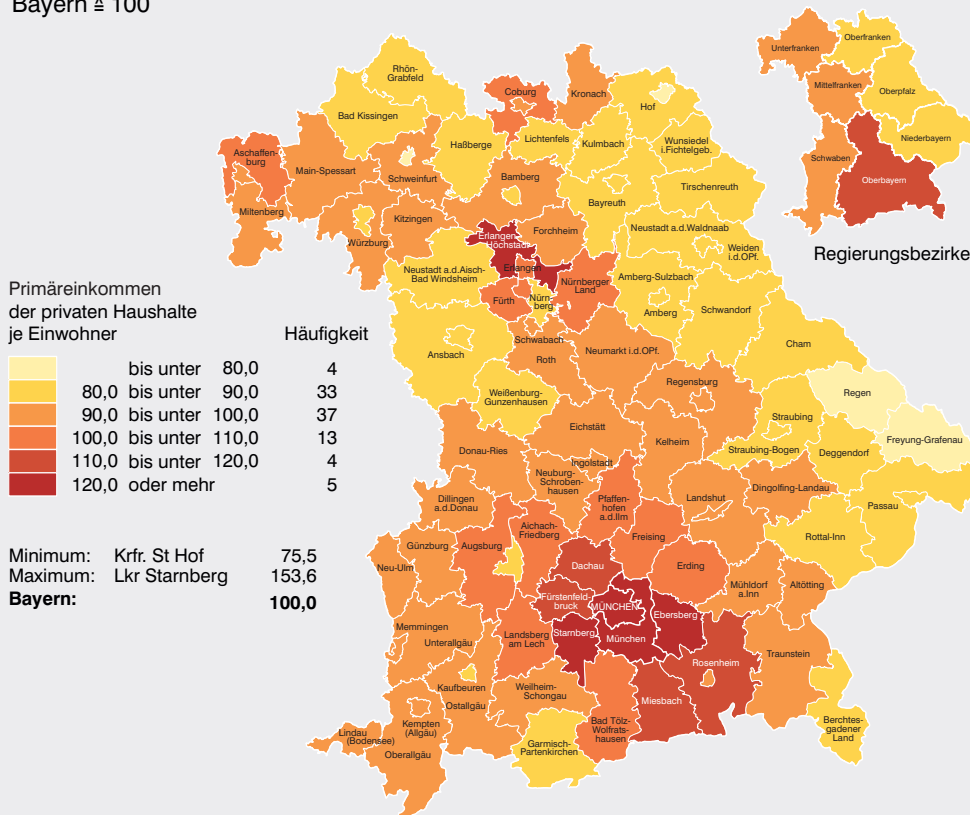 Bayern ≙ 100
Unterfranken
Oberfranken
Mittelfranken
Oberpfalz
Niederbayern
Schwaben
Oberbayern
Regierungsbezirke
Rhön-
Grabfeld
Coburg
Kronach
Hof
Bad Kissingen
Lichtenfels
Kulmbach
Wunsiedel
i.Fichtelgeb.
Haßberge
Aschaffen-
burg
Main-Spessart
Schweinfurt
Bamberg
Bayreuth
Tirschenreuth
Miltenberg
Kitzingen
Würzburg
Erlangen-
Höchstadt
Forchheim
Neustadt a.d.Waldnaab
Weiden
i.d.OPf.
Neustadt a.d.Aisch-
Bad Windsheim
Erlangen
Nürnberger
Land
Amberg-Sulzbach
Fürth
Nürn-
berg
Amberg
Schwandorf
Ansbach
Schwabach
Roth
Neumarkt i.d.OPf.
Cham
Primäreinkommen
der privaten Haushalte
je Einwohner
Häufigkeit
bis unter 80,0 4
80,0 bis unter 90,0 33
90,0 bis unter 100,0 37
100,0 bis unter 110,0 13
110,0 bis unter 120,0 4
120,0 oder mehr 5
Minimum: Krfr. St Hof 75,5
Maximum: Lkr Starnberg 153,6
Bayern: 100,0
Weißenburg-
Gunzenhausen
Regensburg
Regen
Straubing
Freyung-Grafenau
Eichstätt
Kelheim
Straubing-Bogen
Deggendorf
Donau-Ries
Ingolstadt
Neuburg-
Schroben-
hausen
Pfaffen-
hofen
a.d.Ilm
Landshut
Dingolfing-Landau
Passau
Dillingen
a.d.Donau
Aichach-
Friedberg
Freising
Rottal-Inn
Günzburg
Augsburg
Dachau
Erding
Neu-Ulm
Mühldorf
a.Inn
Altötting
Fürstenfeld-
bruck
MÜNCHEN
Ebersberg
Memmingen
Unterallgäu
Landsberg
am Lech
Starnberg
München
Rosenheim
Traunstein
Kaufbeuren
Ostallgäu
Weilheim-
Schongau
Miesbach
Lindau
(Bodensee)
Kempten
(Allgäu)
Oberallgäu
Garmisch-
Partenkirchen
Bad Tölz-
Wolfrats-
hausen
Berchtes-
gadener
Land